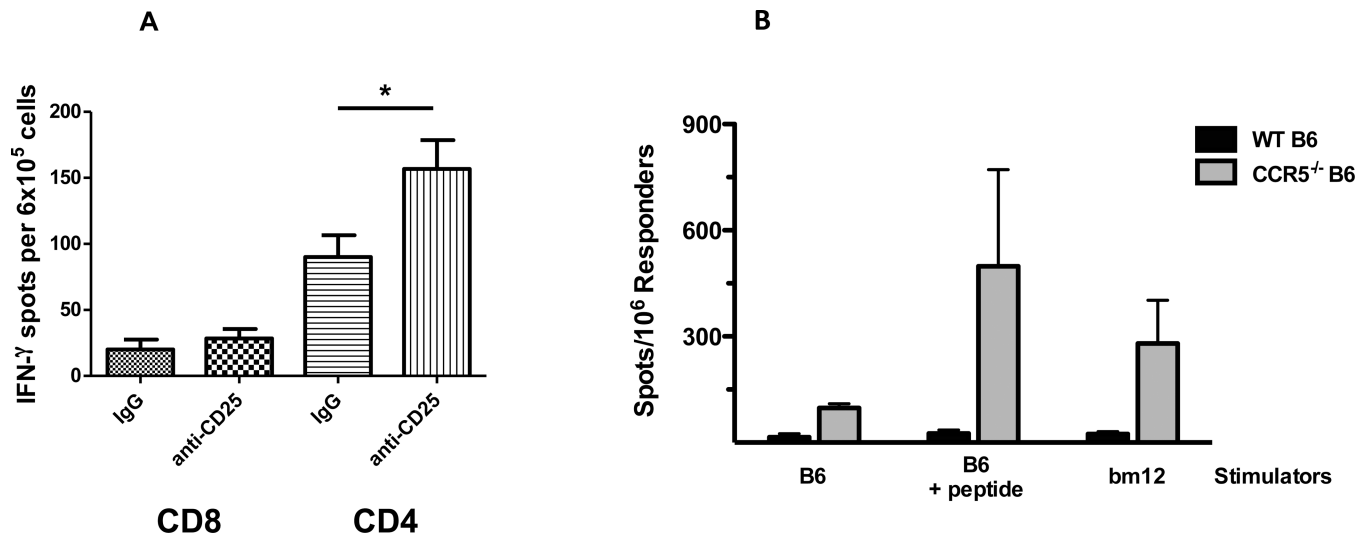 A
IFN-γ spots per 6x10⁵ cells
200
150
100
50
0
*
IgG
anti-CD25
IgG
anti-CD25
CD8
CD4
B
Spots/10⁶ Responders
900
600
300
WT B6
CCR5⁻/⁻ B6
B6
B6
+ peptide
bm12
Stimulators